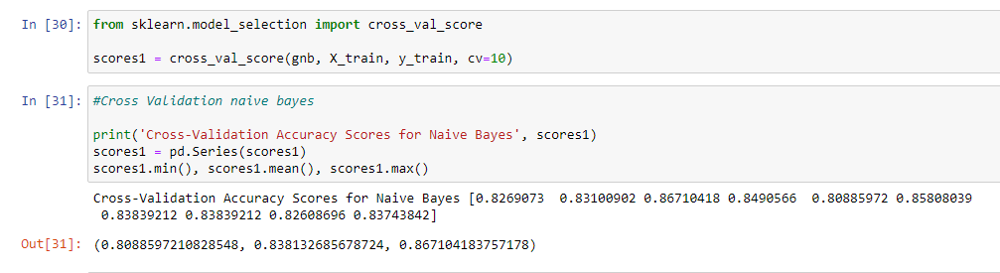 In [30]: from sklearn.model_selection import cross_val_score
scores1 = cross_val_score(gnb, X_train, y_train, cv=10)
In [31]: #Cross Validation naive bayes
print('Cross-Validation Accuracy Scores for Naive Bayes', scores1)
scores1 = pd.Series(scores1)
scores1.min(), scores1.mean(), scores1.max()
Cross-Validation Accuracy Scores for Naive Bayes [0.8269073  0.83100902 0.86710418 0.8490566  0.80885972 0.85808039
 0.83839212 0.83839212 0.82608696 0.83743842]
Out[31]: (0.8088597210828548, 0.838132685678724, 0.867104183757178)